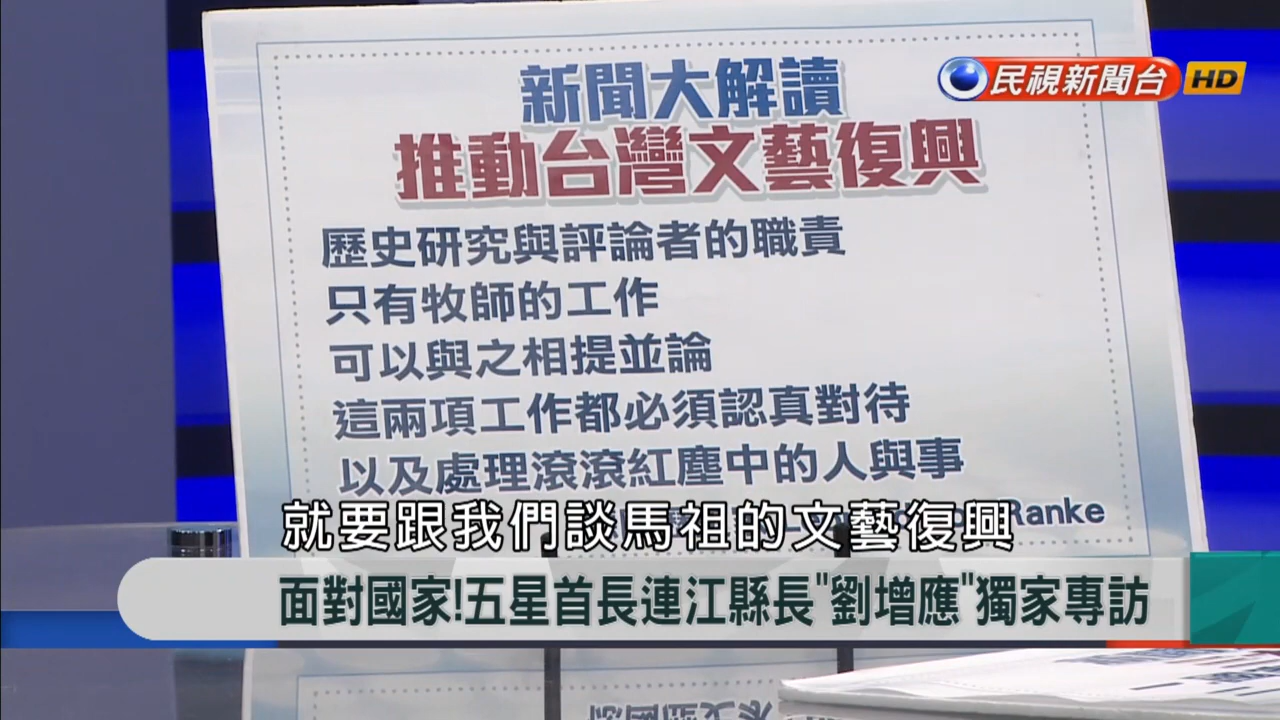 民視新聞台 HD
新聞大解讀
推動台灣文藝復興
歷史研究與評論者的職責
只有牧師的工作
可以與之相提並論
這兩項工作都必須認真對待
以及處理滾滾紅塵中的人與事
Ranke
就要跟我們談馬祖的文藝復興
面對國家!五星首長連江縣長"劉增應"獨家專訪